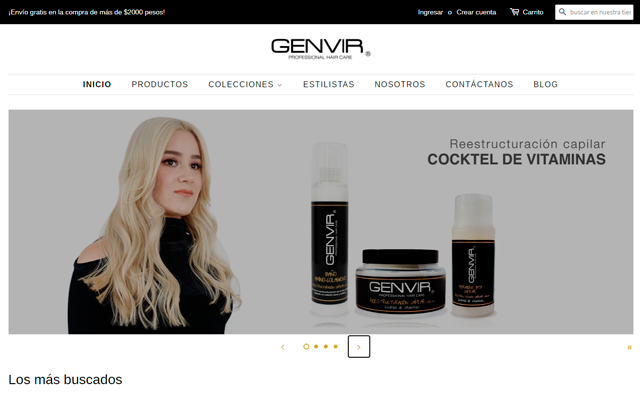 ¡Envío gratis en la compra de más de $2000 pesos!
Ingresar o Crear cuenta Carrito buscar en nuestra tien
GENVIR®
PROFESSIONAL HAIR CARE
INICIO PRODUCTOS COLECCIONES ESTILISTAS NOSOTROS CONTÁCTANOS BLOG
Reestructuración capilar
COCKTEL DE VITAMINAS
GENVIR
GENVIR
PROFESSIONAL HAIR CARE
REESTRUCTURACIÓN CAPILAR
GENVIR
Los más buscados